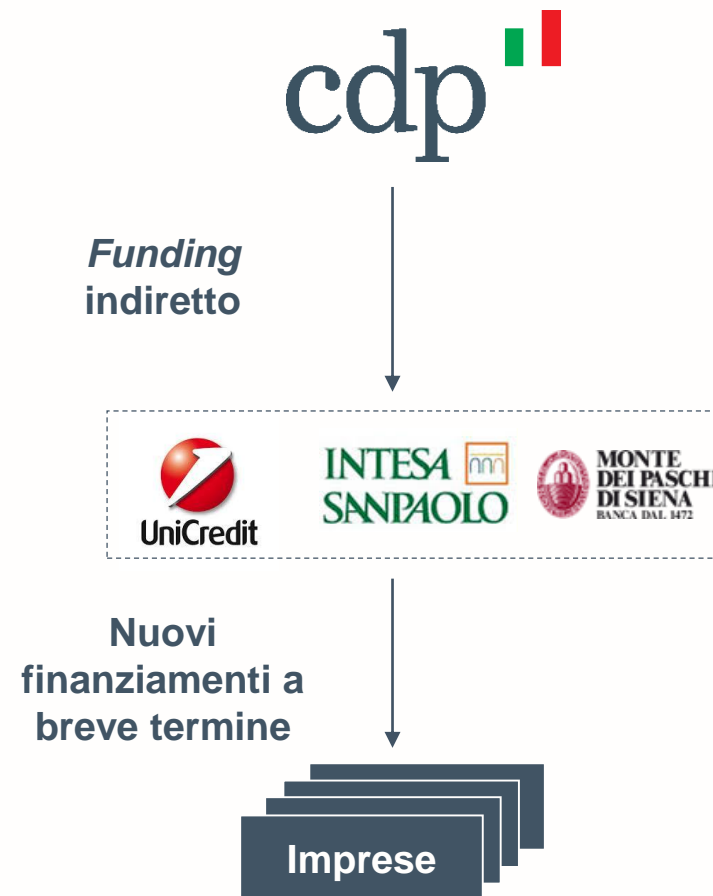 cdp
Funding
indiretto
UniCredit
INTESA
SANPAOLO
MONTE
DEI PASCHI
DI SIENA
BANCA DAL 1472
Nuovi
finanziamenti a
breve termine
Imprese